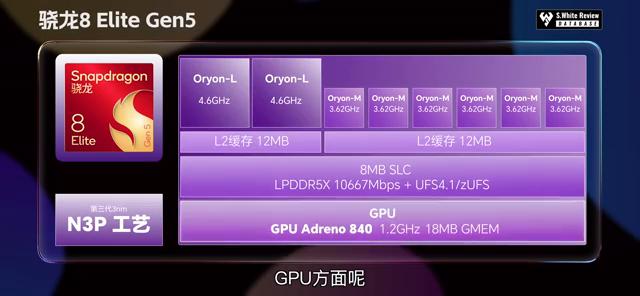 骁龙8 Elite Gen5
S.White Review
DATABASE
Snapdragon
骁龙
8
Elite
Gen 5
第三代3nm
N3P 工艺
Oryon-L
4.6GHz
Oryon-L
4.6GHz
Oryon-M
3.62GHz
Oryon-M
3.62GHz
Oryon-M
3.62GHz
Oryon-M
3.62GHz
Oryon-M
3.62GHz
Oryon-M
3.62GHz
L2缓存 12MB
L2缓存 12MB
8MB SLC
LPDDR5X 10667Mbps + UFS4.1/zUFS
GPU
GPU Adreno 840 1.2GHz 18MB GMEM
GPU方面呢